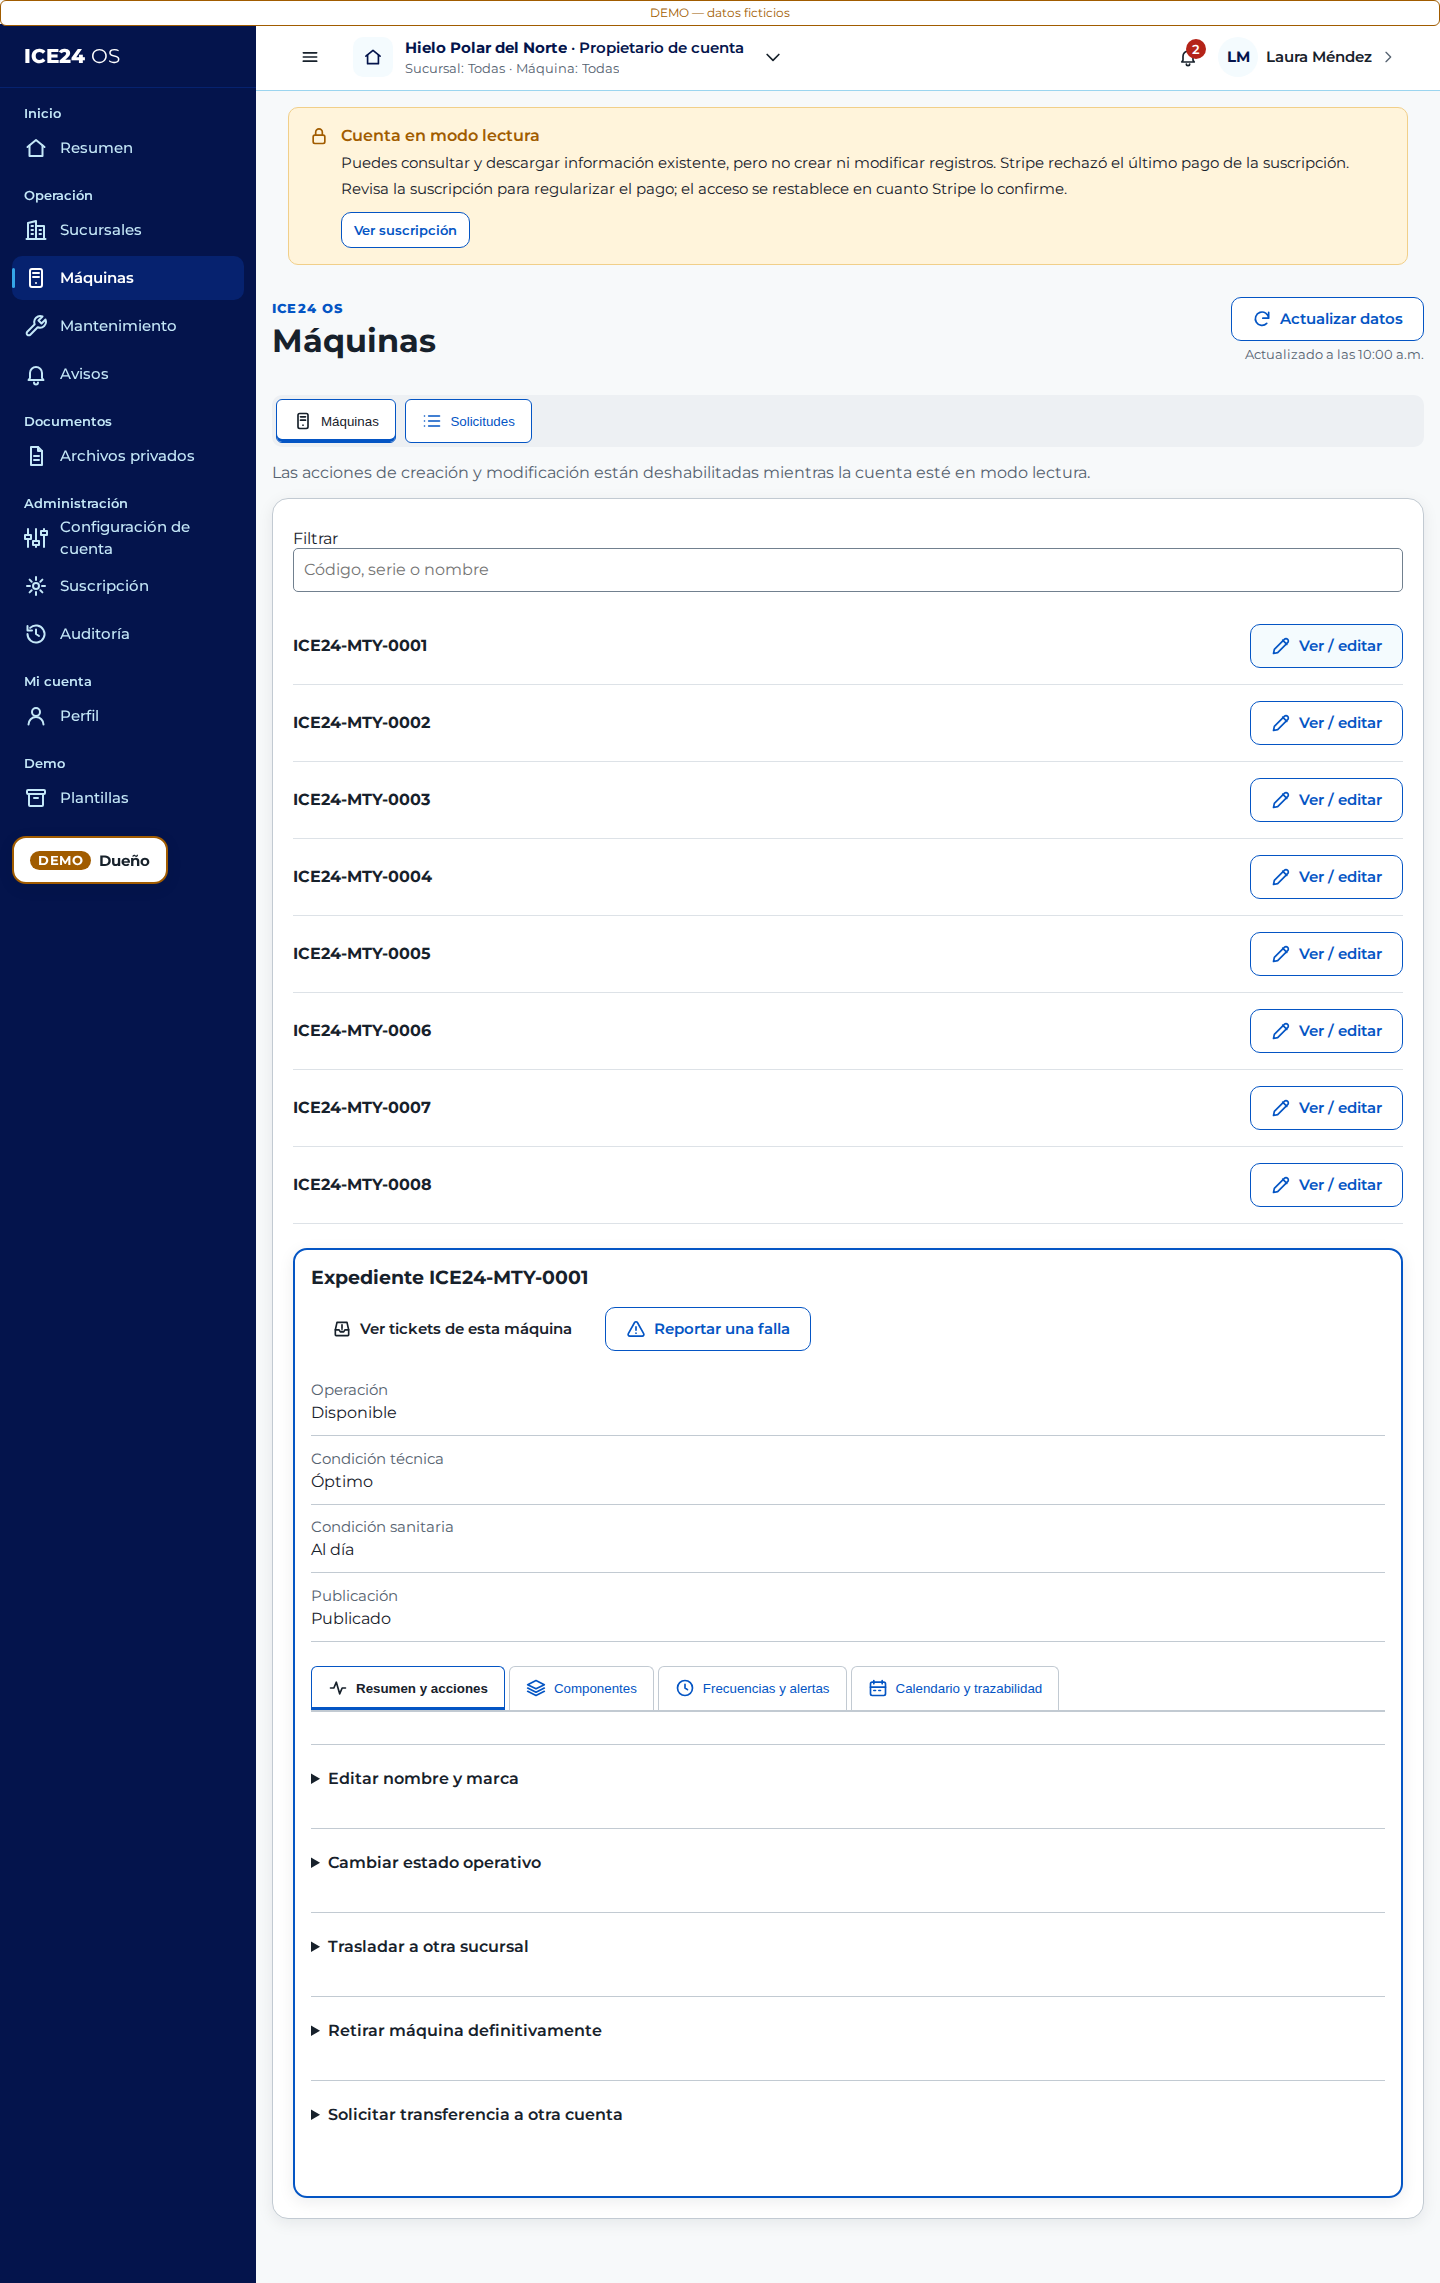 DEMO — datos ficticios
ICE24 OS
Inicio
Resumen
Operación
Sucursales
Máquinas
Mantenimiento
Avisos
Documentos
Archivos privados
Administración
Configuración de
cuenta
Suscripción
Auditoría
Mi cuenta
Perfil
Demo
Plantillas
DEMO Dueño
Hielo Polar del Norte · Propietario de cuenta
Sucursal: Todas · Máquina: Todas
2
LM Laura Méndez
Cuenta en modo lectura
Puedes consultar y descargar información existente, pero no crear ni modificar registros. Stripe rechazó el último pago de la suscripción.
Revisa la suscripción para regularizar el pago; el acceso se restablece en cuanto Stripe lo confirme.
Ver suscripción
ICE24 OS
Máquinas
Actualizar datos
Actualizado a las 10:00 a.m.
Máquinas Solicitudes
Las acciones de creación y modificación están deshabilitadas mientras la cuenta esté en modo lectura.
Filtrar
Código, serie o nombre
ICE24-MTY-0001 Ver / editar
ICE24-MTY-0002 Ver / editar
ICE24-MTY-0003 Ver / editar
ICE24-MTY-0004 Ver / editar
ICE24-MTY-0005 Ver / editar
ICE24-MTY-0006 Ver / editar
ICE24-MTY-0007 Ver / editar
ICE24-MTY-0008 Ver / editar
Expediente ICE24-MTY-0001
Ver tickets de esta máquina Reportar una falla
Operación
Disponible
Condición técnica
Óptimo
Condición sanitaria
Al día
Publicación
Publicado
Resumen y acciones Componentes Frecuencias y alertas Calendario y trazabilidad
Editar nombre y marca
Cambiar estado operativo
Trasladar a otra sucursal
Retirar máquina definitivamente
Solicitar transferencia a otra cuenta